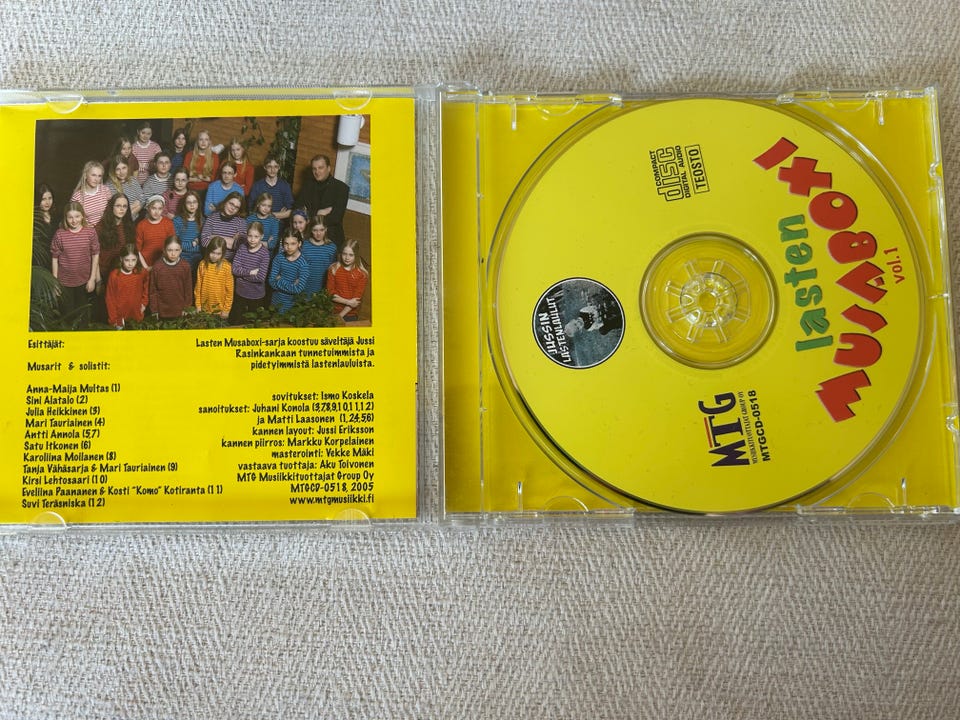 Esittäjät:
Musarit & solistit:
Anna-Maija Multas (1)
Sini Alatalo (2)
Julia Heikkinen (3)
Mari Tauriainen (4)
Antti Annola (5,7)
Satu Itkonen (6)
Karoliina Moilanen (8)
Tanja Vähäsarja & Mari Tauriainen (9)
Kirsi Lehtosaari (10)
Eveliina Paananen & Kosti "Komo" Kotiranta (11)
Suvi Teräsniska (12)
Lasten Musaboxi-sarja koostuu säveltäjä Jussi
Rasinkankaan tunnetuimmista ja
pidetyimmistä lastenlauluista.
sovitukset: Ismo Koskela
sanoitukset: Juhani Konola (3,7,8,9,10,11,12)
ja Matti Laasonen (1,2,4,5,6)
kannen layout: Jussi Eriksson
kannen piirros: Markku Korpelainen
masterointi: Vekke Mäki
vastaava tuottaja: Aku Toivonen
MTG Musiikkituottajat Group Oy
MTGCD-0518, 2005
www.mtgmusiikki.fi
COMPACT
disc
DIGITAL AUDIO
TEOSTO
lasten
MUSABOXI
vol.1
JUSSIN
LASTENLAULUT
MTG
MUSIIKKITUOTTAJAT GROUP OY
MTGCD-0518